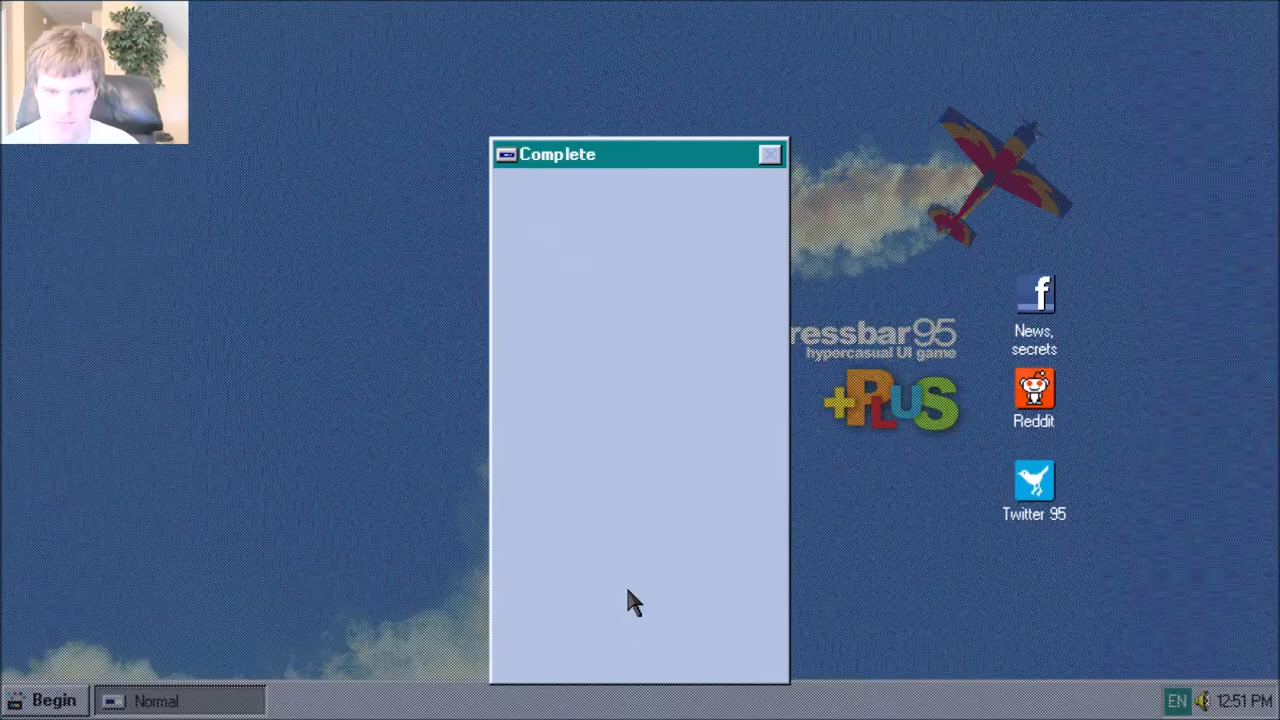 Complete
ressbar95
hypercasual UI game
+PLUS
News,
secrets
Reddit
Twitter 95
Begin
Normal
EN
12:51 PM